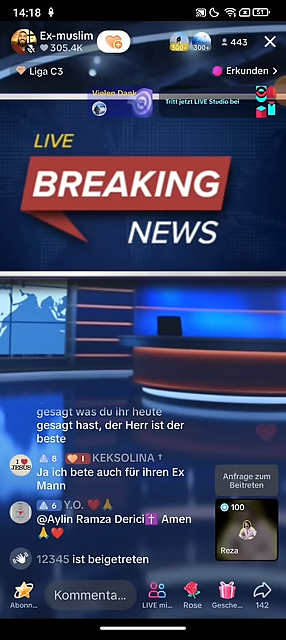 14:18
51
Ex-muslim
305.4K
300+
300+
443
Liga C3
Erkunden
Vielen Dank
Tritt jetzt LIVE Studio bei
LIVE
BREAKING
NEWS
gesagt was du ihr heute
gesagt hast, der Herr ist der
beste
I ♥ JESUS
8 ♥ I KEKSOLINA ✝
Ja ich bete auch für ihren Ex
Mann
6 Y.O. ❤️🙏
@Aylin Ramza Derici✝️ Amen
🙏❤️
12345 ist beigetreten
Anfrage zum
Beitreten
100
Reza
Kommenta...
Abonn...
LIVE mi...
Rose
Gesche...
142